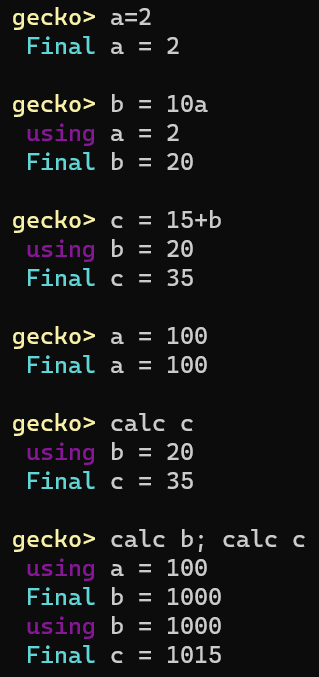 gecko> a=2
Final a = 2
gecko> b = 10a
using a = 2
Final b = 20
gecko> c = 15+b
using b = 20
Final c = 35
gecko> a = 100
Final a = 100
gecko> calc c
using b = 20
Final c = 35
gecko> calc b; calc c
using a = 100
Final b = 1000
using b = 1000
Final c = 1015